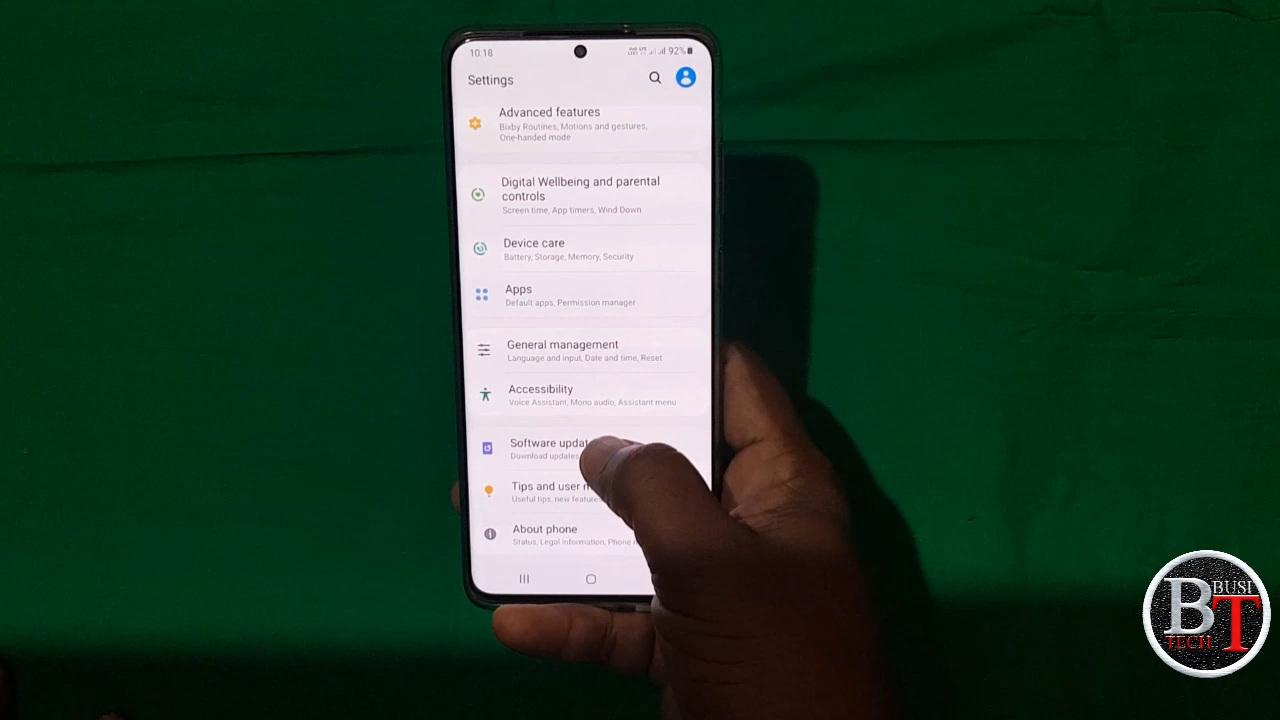 10:18
92%
Settings
Advanced features
Bixby Routines, Motions and gestures,
One-handed mode
Digital Wellbeing and parental
controls
Screen time, App timers, Wind Down
Device care
Battery, Storage, Memory, Security
Apps
Default apps, Permission manager
General management
Language and input, Date and time, Reset
Accessibility
Voice Assistant, Mono audio, Assistant menu
Software
Download updates
Tips and user
Useful tips, new
About phone
Status, Legal information, Phone
BUSI
BT
TECH